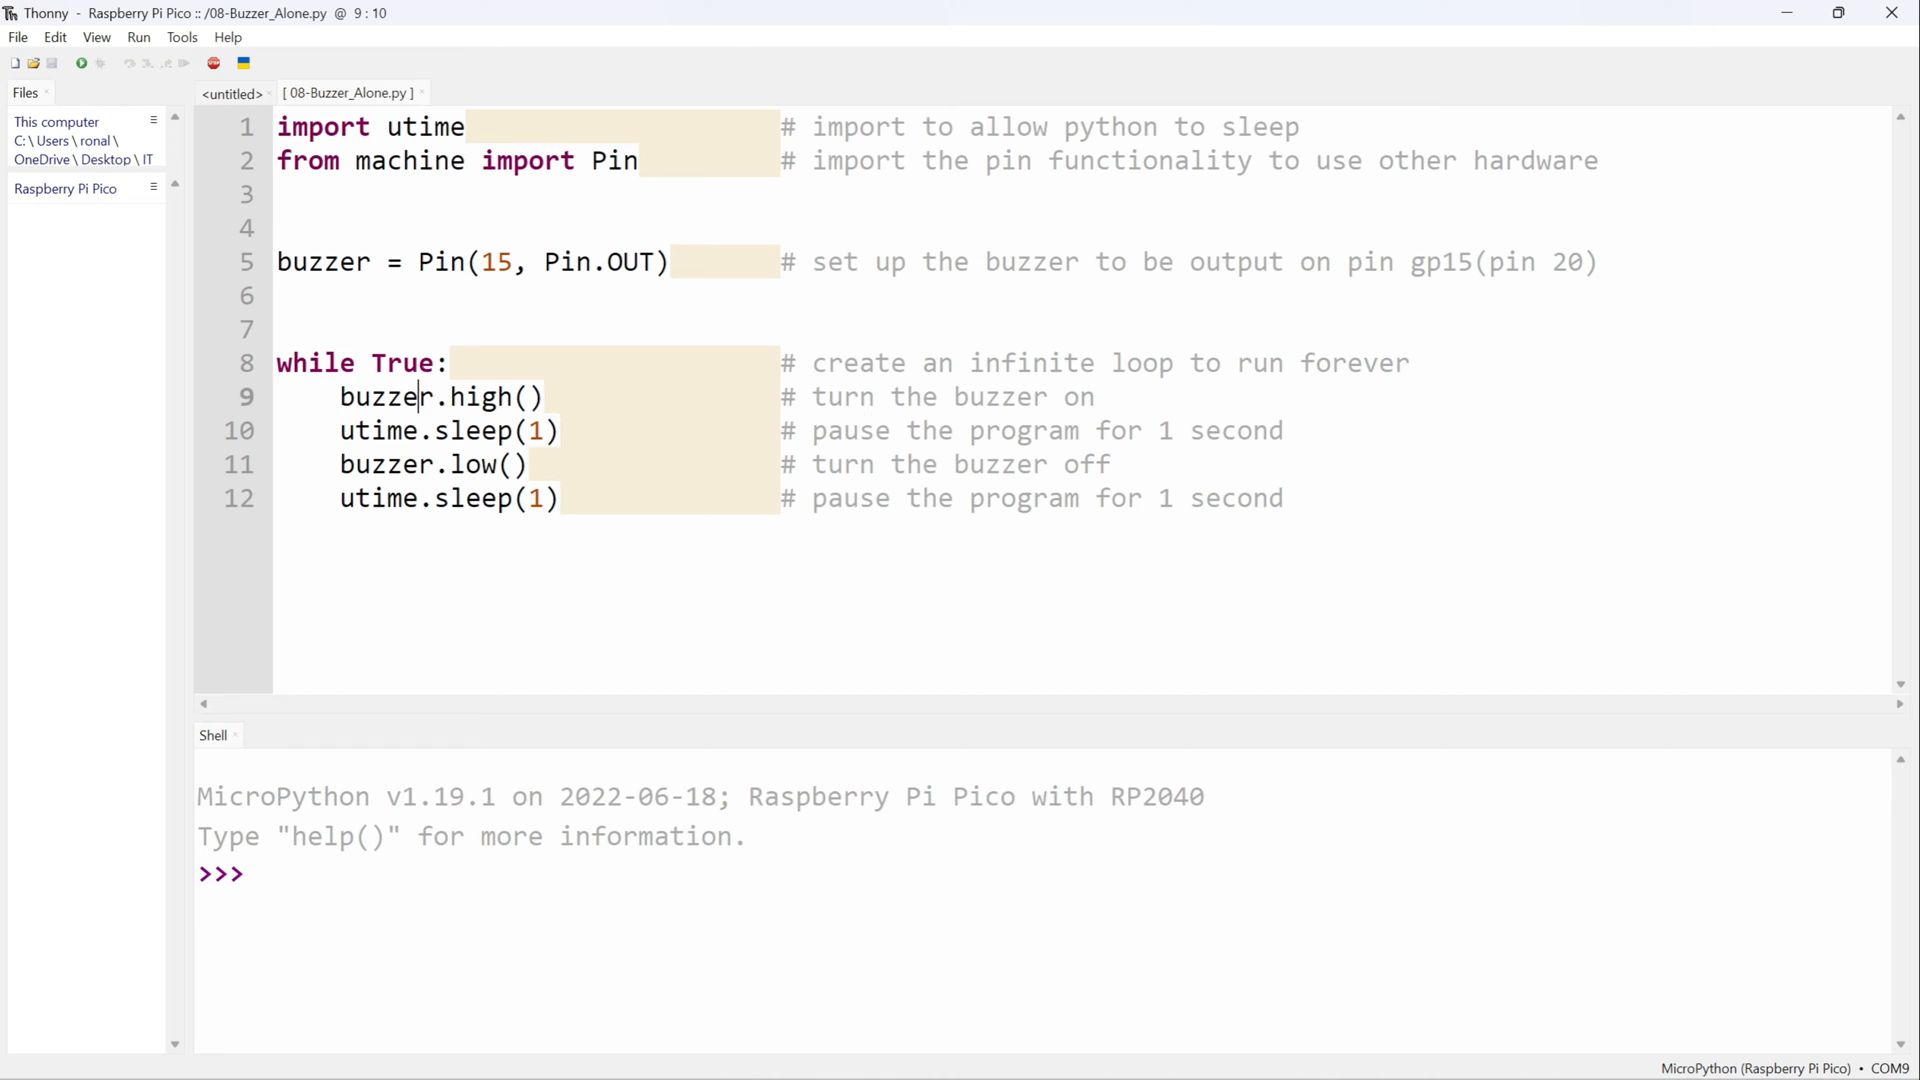 Thonny - Raspberry Pi Pico :: /08-Buzzer_Alone.py @ 9 : 10
File Edit View Run Tools Help
Files
This computer
C: \ Users \ ronal \
OneDrive \ Desktop \ IT
Raspberry Pi Pico
<untitled> [ 08-Buzzer_Alone.py ]
1 import utime # import to allow python to sleep
2 from machine import Pin # import the pin functionality to use other hardware
3
4
5 buzzer = Pin(15, Pin.OUT) # set up the buzzer to be output on pin gp15(pin 20)
6
7
8 while True: # create an infinite loop to run forever
9 buzzer.high() # turn the buzzer on
10 utime.sleep(1) # pause the program for 1 second
11 buzzer.low() # turn the buzzer off
12 utime.sleep(1) # pause the program for 1 second
Shell
MicroPython v1.19.1 on 2022-06-18; Raspberry Pi Pico with RP2040
Type "help()" for more information.
>>>
MicroPython (Raspberry Pi Pico) • COM9